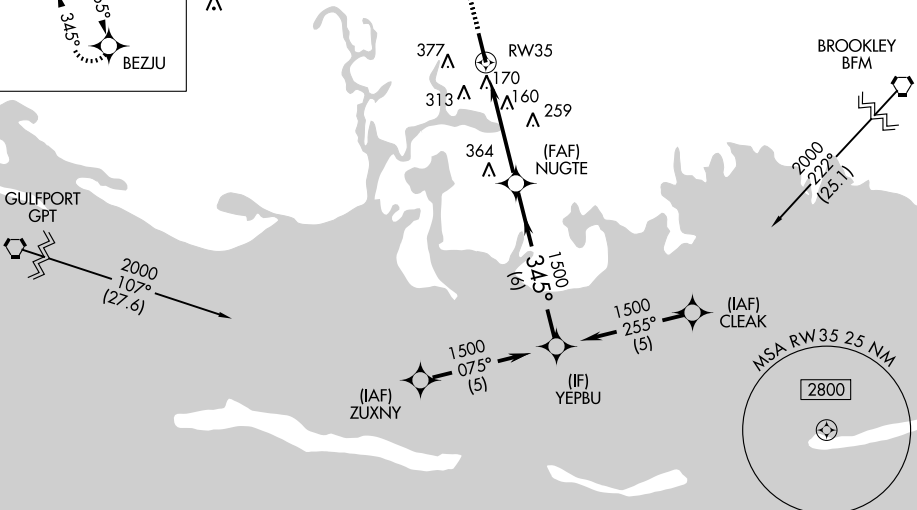 65°
345°
BEZJU
377
RW35
170
313
160
259
364
(FAF)
NUGTE
BROOKLEY
BFM
2000
222°
(25.1)
GULFPORT
GPT
2000
107°
(27.6)
1500
345°
(6)
1500
255°
(5)
(IAF)
CLEAK
1500
075°
(5)
(IAF)
ZUXNY
(IF)
YEPBU
MSA RW35 25 NM
2800